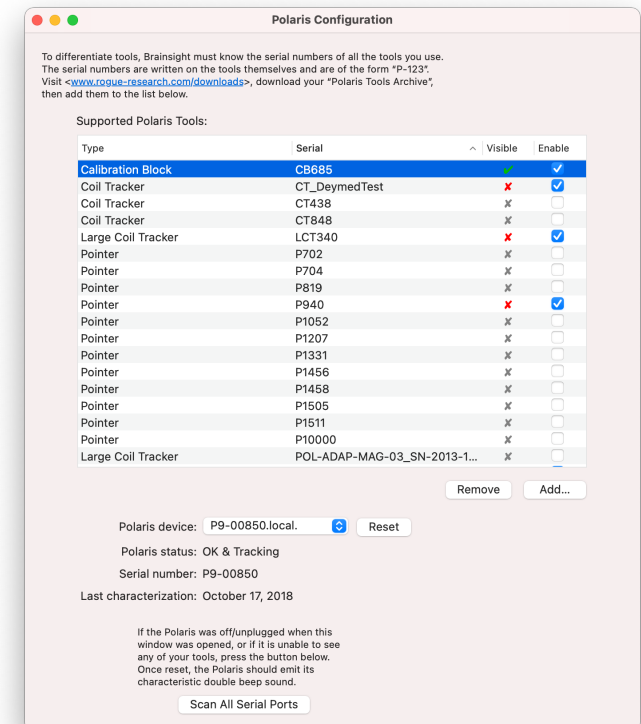 Polaris Configuration
To differentiate tools, Brainsight must know the serial numbers of all the tools you use.
The serial numbers are written on the tools themselves and are of the form “P-123”.
Visit <www.rogue-research.com/downloads>, download your “Polaris Tools Archive”,
then add them to the list below.
Supported Polaris Tools:
Type Serial Visible Enable
Calibration Block CB685
Coil Tracker CT_DeymedTest
Coil Tracker CT438
Coil Tracker CT848
Large Coil Tracker LCT340
Pointer P702
Pointer P704
Pointer P819
Pointer P940
Pointer P1052
Pointer P1207
Pointer P1331
Pointer P1456
Pointer P1458
Pointer P1505
Pointer P1511
Pointer P10000
Large Coil Tracker POL-ADAP-MAG-03_SN-2013-1...
Remove Add...
Polaris device: P9-00850.local. Reset
Polaris status: OK & Tracking
Serial number: P9-00850
Last characterization: October 17, 2018
If the Polaris was off/unplugged when this
window was opened, or if it is unable to see
any of your tools, press the button below.
Once reset, the Polaris should emit its
characteristic double beep sound.
Scan All Serial Ports